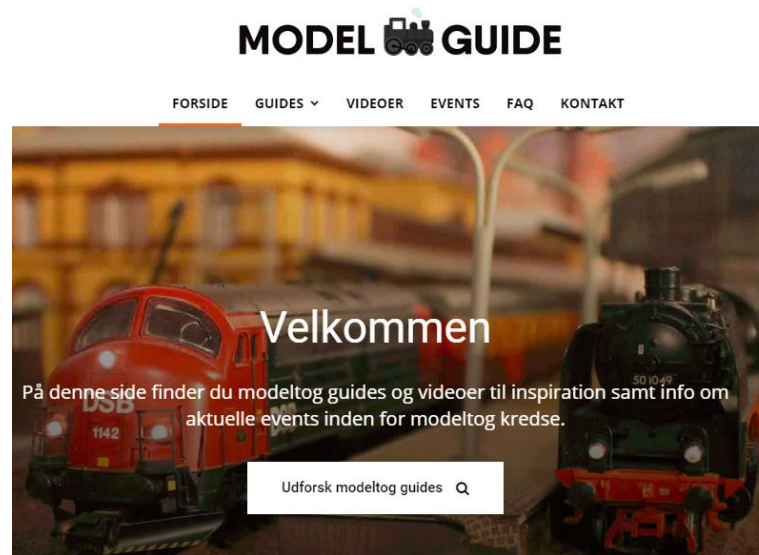 MODEL GUIDE
FORSIDE GUIDES VIDEOER EVENTS FAQ KONTAKT
Velkommen
På denne side finder du modeltog guides og videoer til inspiration samt info om
aktuelle events inden for modeltog kredse.
Udforsk modeltog guides
DSB
1142
DSB
50 1049